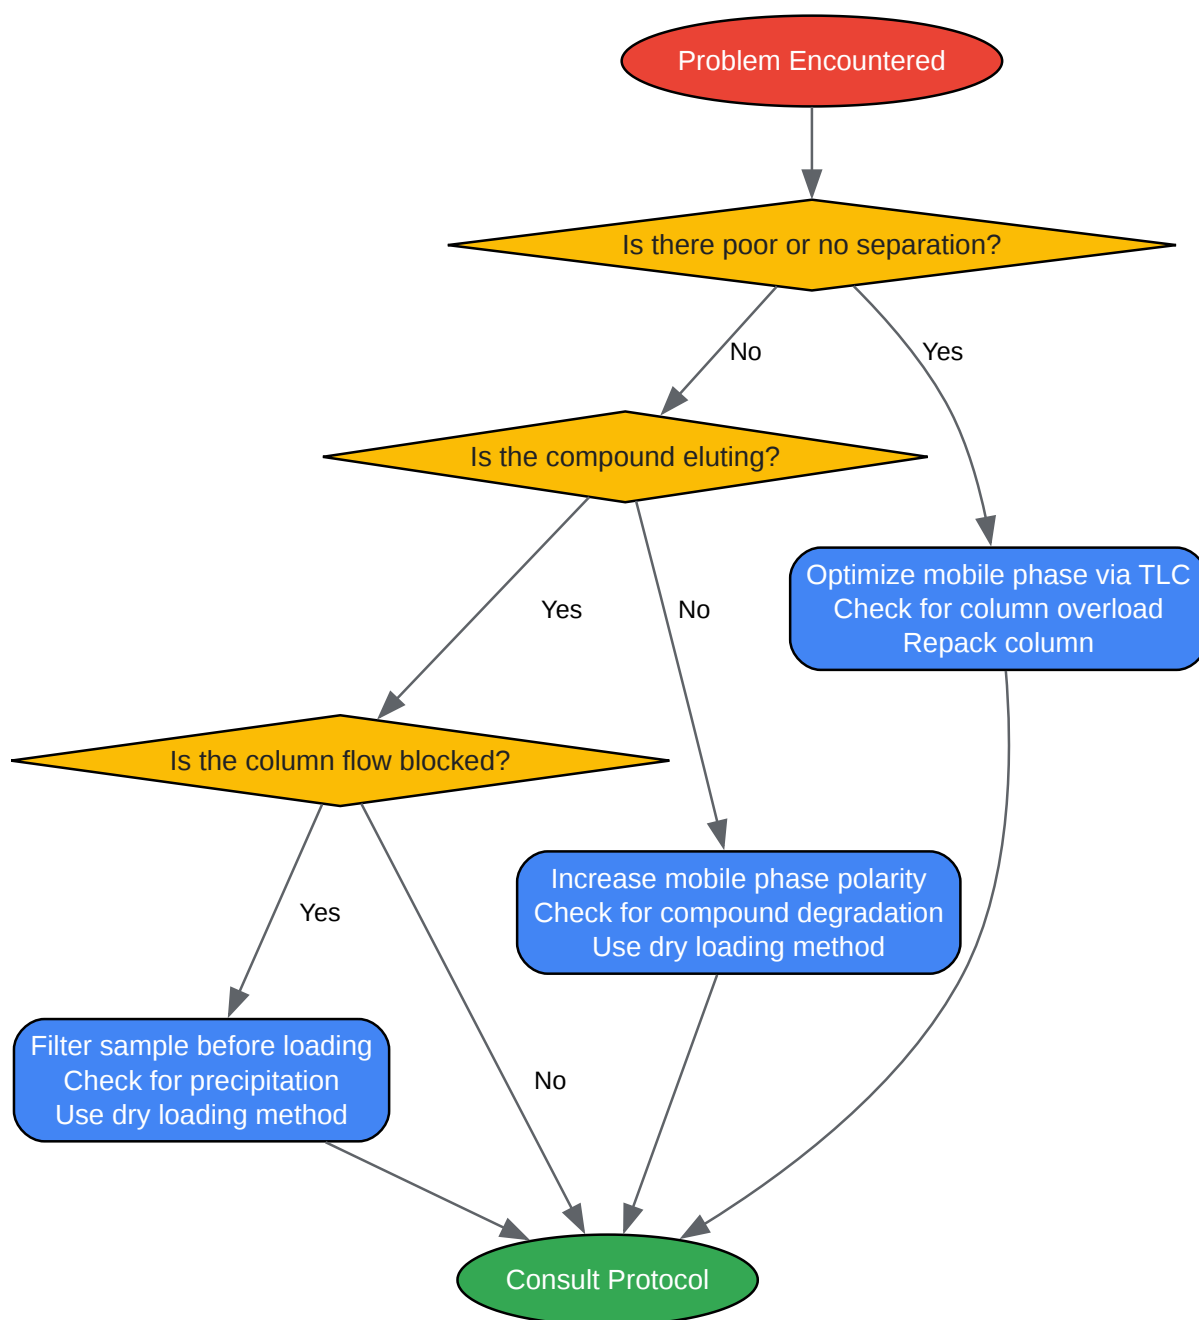 Problem Encountered
Is there poor or no separation?
No
Yes
Is the compound eluting?
Optimize mobile phase via TLC
Check for column overload
Repack column
Yes
No
Is the column flow blocked?
Increase mobile phase polarity
Check for compound degradation
Use dry loading method
Yes
Filter sample before loading
Check for precipitation
Use dry loading method
No
Consult Protocol